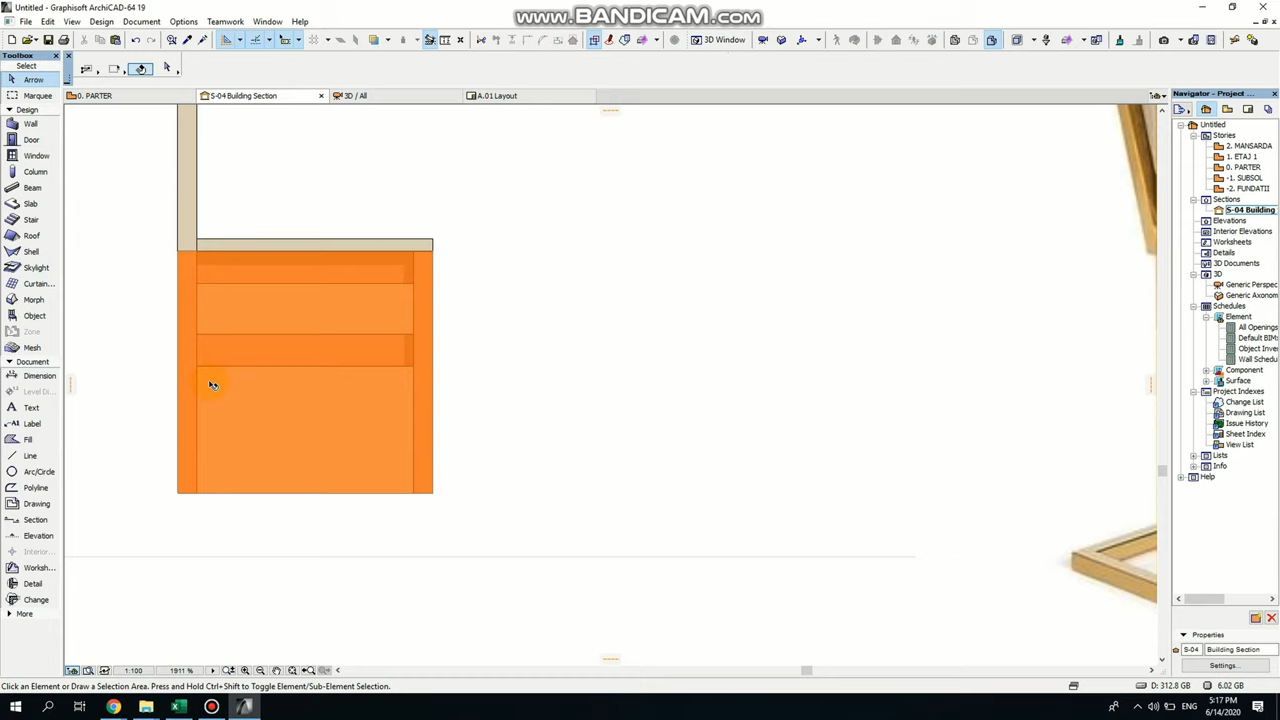 Untitled - Graphisoft ArchiCAD-64 19
www.BANDICAM.com
File Edit View Design Document Options Teamwork Window Help
3D Window
Toolbox
Select
Arrow
Marquee
Design
Wall
Door
Window
Column
Beam
Slab
Stair
Roof
Shell
Skylight
Curtain...
Morph
Object
Zone
Mesh
Document
Dimension
Level Di...
Text
Label
Fill
Line
Arc/Circle
Polyline
Drawing
Section
Elevation
Interior...
Worksh...
Detail
Change
More
0. PARTER
S-04 Building Section
3D / All
A.01 Layout
Navigator - Project ...
Untitled
Stories
2. MANSARDA
1. ETAJ 1
0. PARTER
-1. SUBSOL
-2. FUNDATII
Sections
S-04 Building
Elevations
Interior Elevations
Worksheets
Details
3D Documents
3D
Generic Perspec
Generic Axonom
Schedules
Element
All Openings
Default BIM:
Object Inve
Wall Schedu
Component
Surface
Project Indexes
Change List
Drawing List
Issue History
Sheet Index
View List
Lists
Info
Help
Properties
S-04 Building Section
Settings...
1:100 1911 %
Click an Element or Draw a Selection Area. Press and Hold Ctrl+Shift to Toggle Element/Sub-Element Selection.
D: 312.8 GB 6.02 GB
ENG
5:17 PM
6/14/2020